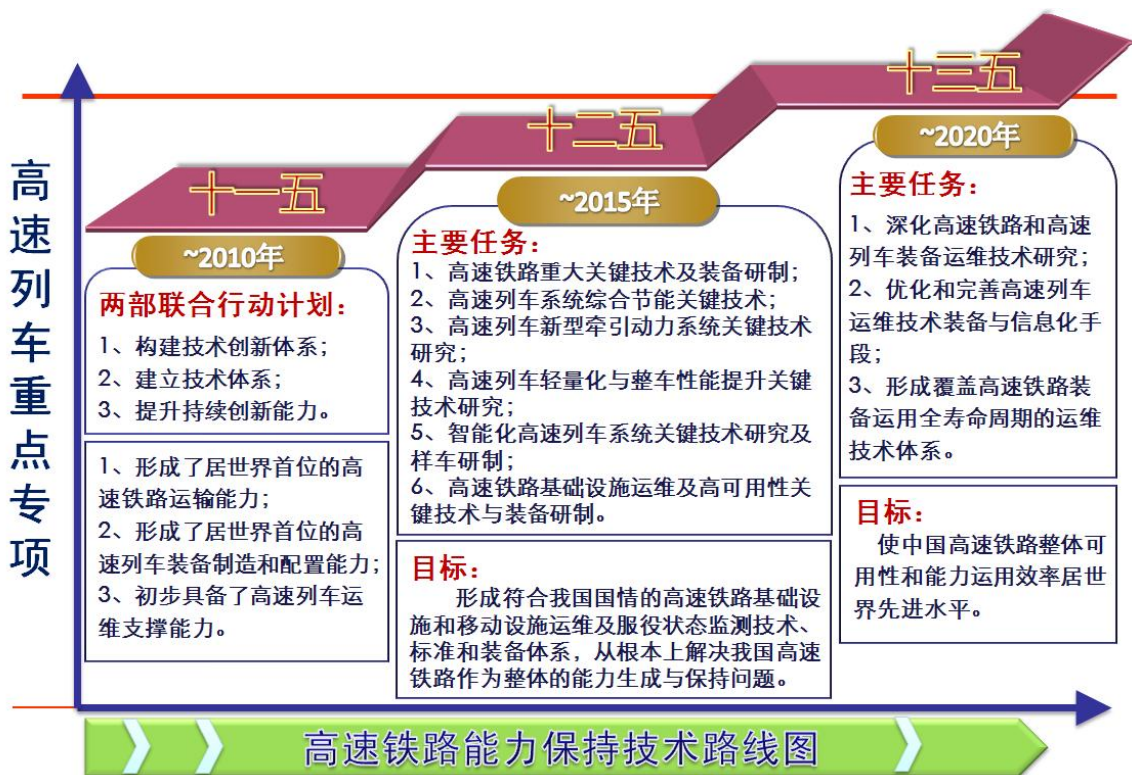 高速列车重点专项
十一五
~2010年
两部联合行动计划：
1、构建技术创新体系；
2、建立技术体系；
3、提升持续创新能力。
1、形成了居世界首位的高
速铁路运输能力；
2、形成了居世界首位的高
速列车装备制造和配置能力；
3、初步具备了高速列车运
维支撑能力。
十二五
~2015年
主要任务：
1、高速铁路重大关键技术及装备研制；
2、高速列车系统综合节能关键技术；
3、高速列车新型牵引动力系统关键技术
研究；
4、高速列车轻量化与整车性能提升关键
技术研究；
5、智能化高速列车系统关键技术研究及
样车研制；
6、高速铁路基础设施运维及高可用性关
键技术与装备研制。
目标：
形成符合我国国情的高速铁路基础设
施和移动设施运维及服役状态监测技术、
标准和装备体系，从根本上解决我国高速
铁路作为整体的能力生成与保持问题。
十三五
~2020年
主要任务：
1、深化高速铁路和高速
列车装备运维技术研究；
2、优化和完善高速列车
运维技术装备与信息化手
段；
3、形成覆盖高速铁路装
备运用全寿命周期的运维
技术体系。
目标：
使中国高速铁路整体可
用性和能力运用效率居世
界先进水平。
高速铁路能力保持技术路线图